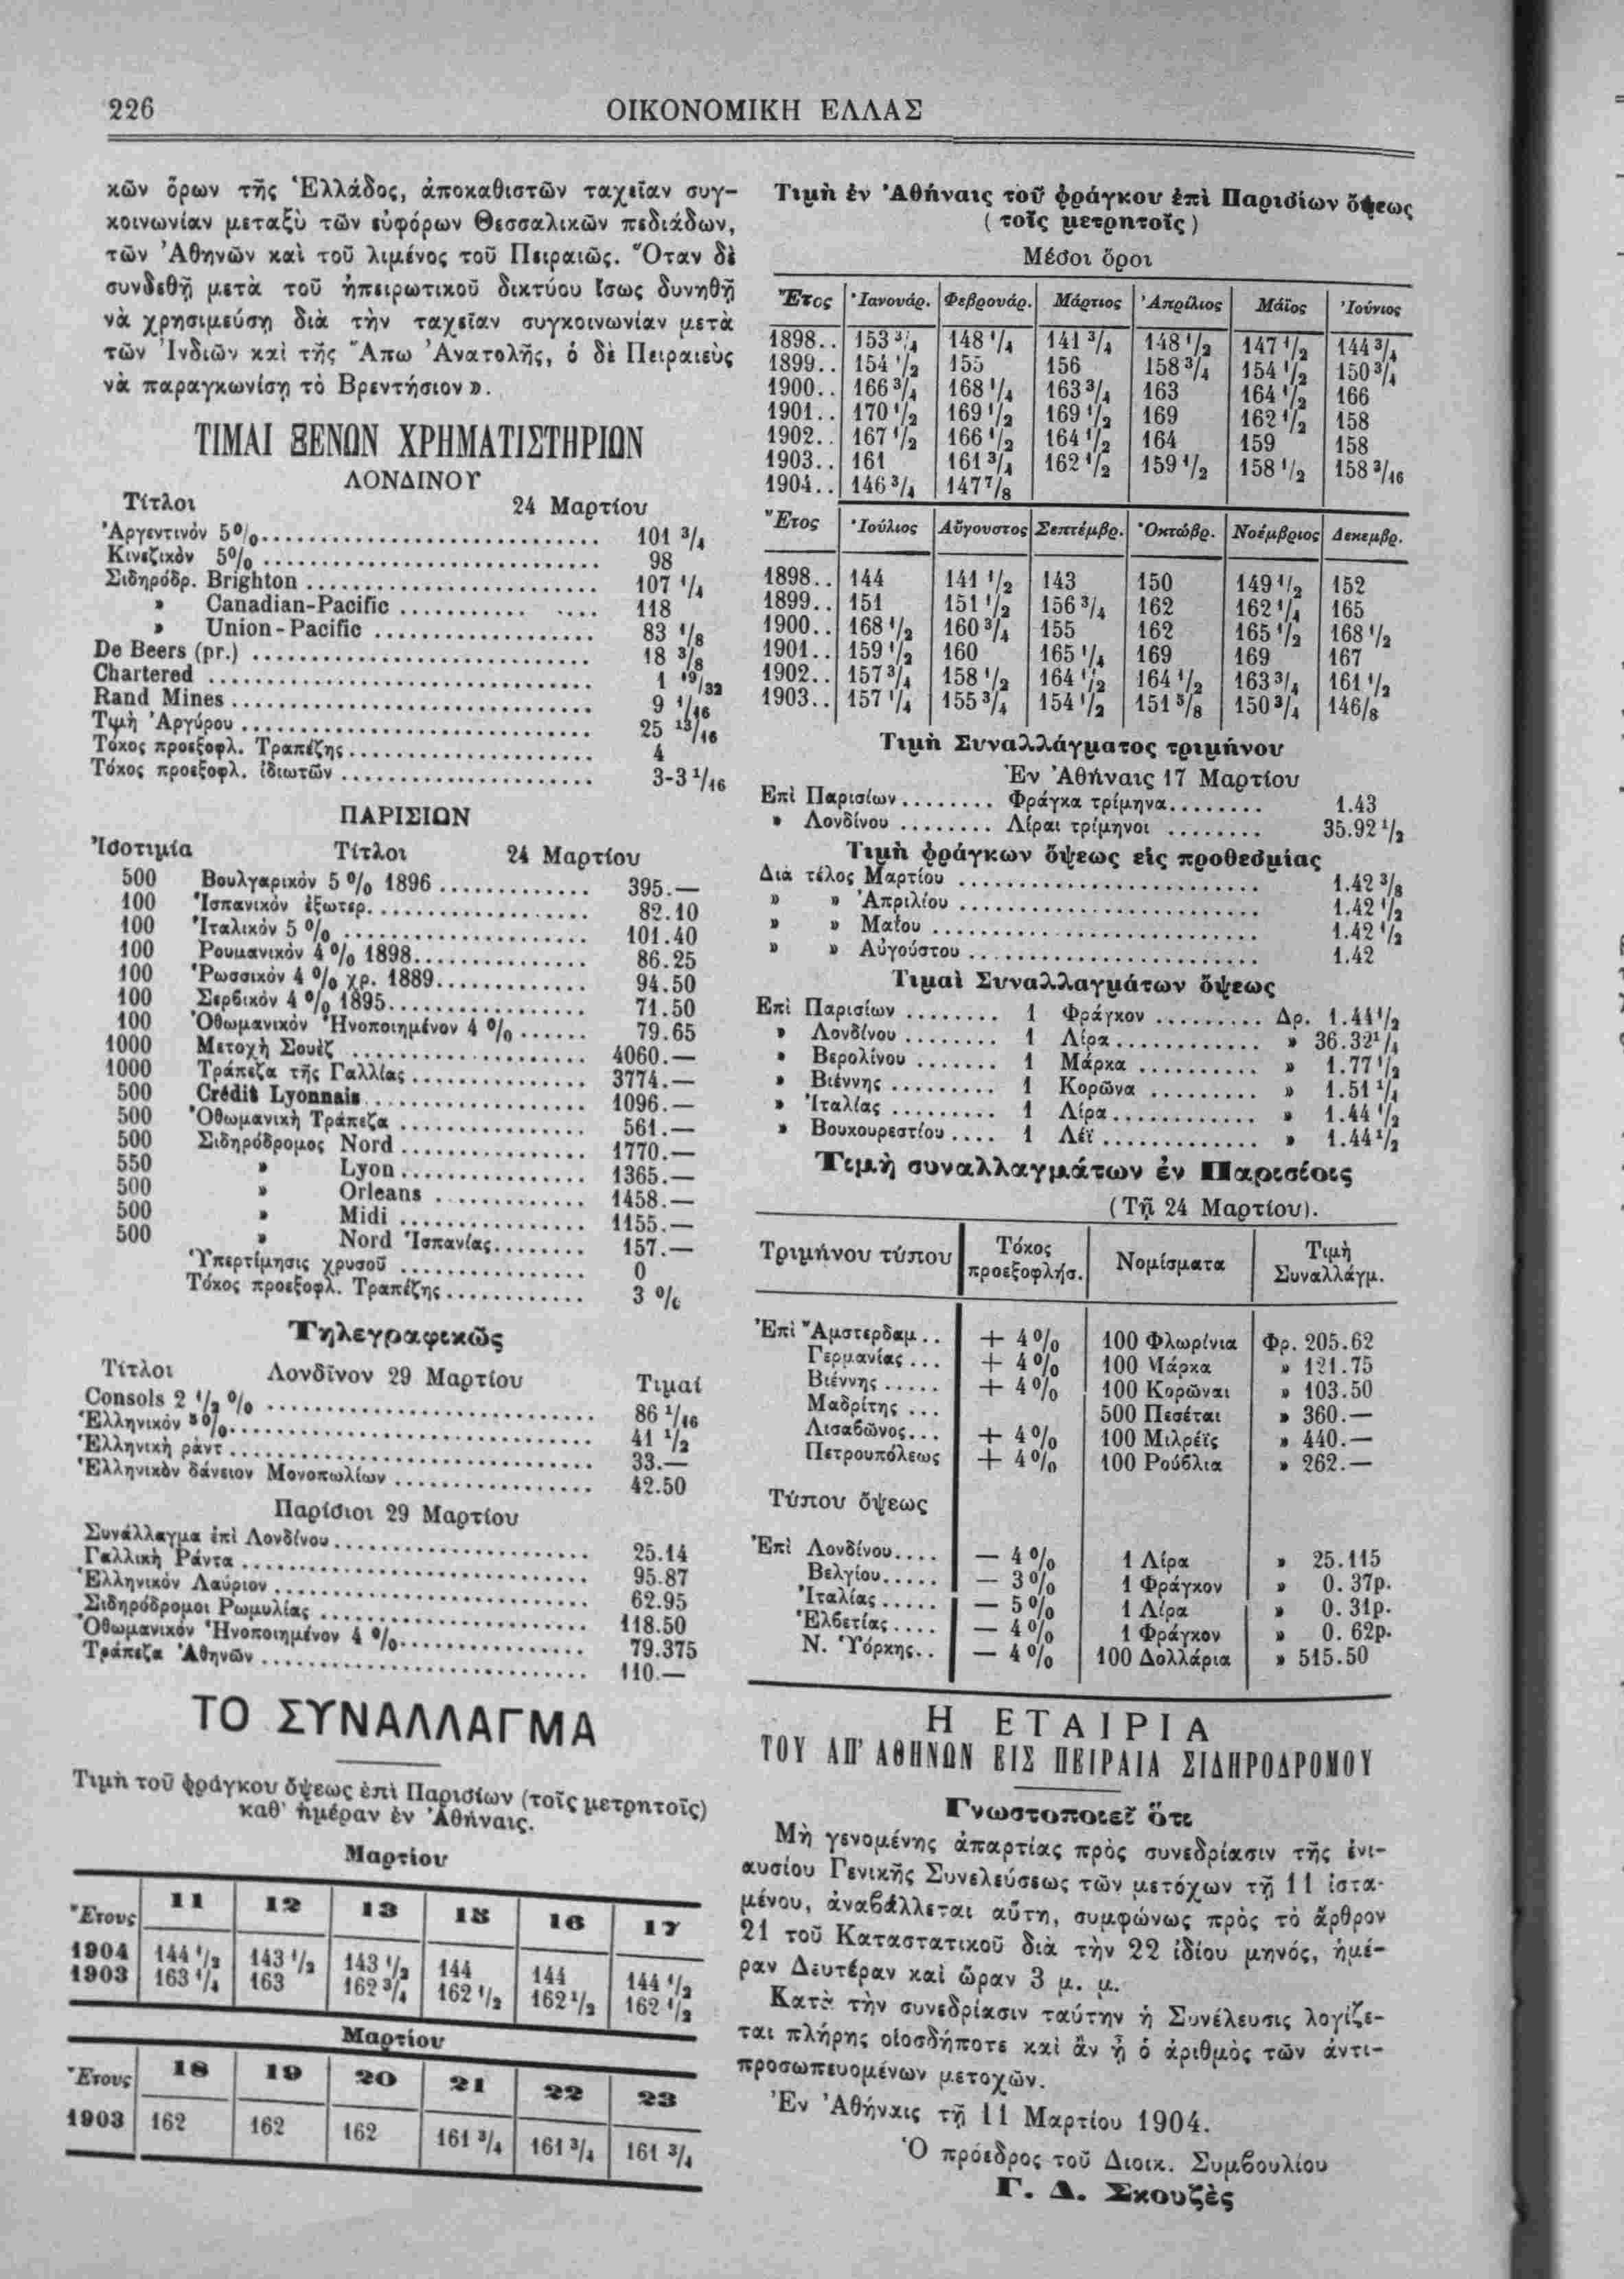 226
ΟΙΚΟΝΟΜΙΚΗ ΕΛΛΑΣ
κῶν ὅρων τῆς Ἑλλάδος, ἀποκαθιστῶν ταχεῖαν συγ-
κοινωνίαν μεταξὺ τῶν εὐφόρων Θεσσαλικῶν πεδιάδων,
τῶν Ἀθηνῶν καὶ τοῦ λιμένος τοῦ Πειραιῶς. Ὅταν δὲ
συνδεθῇ μετὰ τοῦ ἠπειρωτικοῦ δικτύου ἴσως δυνηθῇ
νὰ χρησιμεύσῃ διὰ τὴν ταχεῖαν συγκοινωνίαν μετὰ
τῶν Ἰνδιῶν καὶ τῆς Ἄπω Ἀνατολῆς, ὁ δὲ Πειραιεὺς
νὰ παραγκωνίσῃ τὸ Βρεντήσιον».
ΤΙΜΑΙ ΞΕΝΩΝ ΧΡΗΜΑΤΙΣΤΗΡΙΩΝ
ΛΟΝΔΙΝΟΥ
Τίτλοι 24 Μαρτίου
Ἀργεντινόν 5%........ 101 3/4
Κινεζικὸν 5% ........ 98
Σιδηρόδρ. Brighton ........ 107 1/4
» Canadian-Pacific ........ 118
» Union-Pacific ........ 83 1/8
De Beers (pr.) ........ 18 3/8
Chartered ........ 1 19/32
Rand Mines ........ 9 1/16
Τιμὴ Ἀργύρου ........ 25 13/16
Τόκος προεξοφλ. Τραπέζης ........ 4
Τόκος προεξοφλ. ἰδιωτῶν ........ 3-3 1/16
ΠΑΡΙΣΙΩΝ
Ἰσοτιμία Τίτλοι 24 Μαρτίου
500 Βουλγαρικὸν 5% 1896 ........ 395.—
100 Ἰσπανικόν ἐξωτερ. ........ 82.10
100 Ἰταλικὸν 5% ........ 101.40
100 Ρουμανικὸν 4% 1898 ........ 86.25
100 Ῥωσσικὸν 4% χρ. 1889 ........ 94.50
100 Σερβικὸν 4% 1895 ........ 71.50
100 Ὀθωμανικὸν Ἡνοποιημένον 4% ...... 79.65
1000 Μετοχὴ Σουὲζ ........ 4060.—
1000 Τράπεζα τῆς Γαλλίας ........ 3774.—
500 Crédit Lyonnais ........ 1096.—
500 Ὀθωμανικὴ Τράπεζα ........ 561.—
500 Σιδηρόδρομος Nord ........ 1770.—
550 » Lyon ........ 1365.—
500 » Orleans ........ 1458.—
500 » Midi ........ 1155.—
500 » Nord Ἰσπανίας ........ 157.—
Ὑπερτίμησις χρυσοῦ ........ 0
Τόκος προεξοφλ. Τραπέζης ........ 3 %
Τηλεγραφικῶς
Τίτλοι Λονδῖνον 29 Μαρτίου Τιμαί
Consols 2 1/2 % ........ 86 1/16
Ἑλληνικόν 5% ........ 41 1/2
Ἑλληνικὴ ράντ ........ 33.—
Ἑλληνικὸν δάνειον Μονοπωλίων ........ 42.50
Παρίσιοι 29 Μαρτίου
Συνάλλαγμα ἐπὶ Λονδίνου ........ 25.14
Γαλλικὴ Ράντα ........ 95.87
Ἑλληνικόν Λαύριον ........ 62.95
Σιδηρόδρομοι Ρωμυλίας ........ 118.50
Ὀθωμανικὸν Ἡνοποιημένον 4% ........ 79.375
Τράπεζα Ἀθηνῶν ........ 110.—
ΤΟ ΣΥΝΑΛΛΑΓΜΑ
Τιμὴ τοῦ φράγκου ὄψεως ἐπὶ Παρισίων (τοῖς μετρητοῖς)
καθ' ἡμέραν ἐν Ἀθήναις.
Μαρτίου
Ἔτους 11 12 13 15 16 17
1904 144 1/2 143 1/2 143 1/2 144 144 144 1/2
1903 163 1/4 163 162 3/4 162 1/2 162 1/2 162 1/2
Μαρτίου
Ἔτους 18 19 20 21 22 23
1903 162 162 162 161 3/4 161 3/4 161 3/4
Τιμὴ ἐν Ἀθήναις τοῦ φράγκου ἐπὶ Παρισίων ὄψεως
(τοῖς μετρητοῖς)
Μέσοι ὅροι
Ἔτος Ἰανουάρ. Φεβρουάρ. Μάρτιος Ἀπρίλιος Μάϊος Ἰούνιος
1898.. 153 3/4 148 1/4 141 3/4 148 1/2 147 1/2 144 3/4
1899.. 154 1/2 155 156 158 3/4 154 1/2 150 3/4
1900.. 166 3/4 168 1/4 163 3/4 163 164 1/2 166
1901.. 170 1/2 169 1/2 169 1/2 169 162 1/2 158
1902.. 167 1/2 166 1/2 164 1/2 164 159 158
1903.. 161 161 3/4 162 1/2 159 1/2 158 1/2 158 3/16
1904.. 146 3/4 147 7/8
Ἔτος Ἰούλιος Αὔγουστος Σεπτέμβρ. Ὀκτώβρ. Νοέμβριος Δεκεμβρ.
1898.. 144 141 1/2 143 150 149 1/2 152
1899.. 151 151 1/2 156 3/4 162 162 1/4 165
1900.. 168 1/2 160 3/4 155 162 165 1/2 168 1/2
1901.. 159 1/2 160 165 1/4 169 169 167
1902.. 157 3/4 158 1/2 164 1/2 164 1/2 163 3/4 161 1/2
1903.. 157 1/4 155 3/4 154 1/2 151 5/8 150 3/4 146/8
Τιμὴ Συναλλάγματος τριμήνου
Ἐν Ἀθήναις 17 Μαρτίου
Ἐπὶ Παρισίων ........ Φράγκα τρίμηνα ........ 1.43
» Λονδίνου ........ Λίραι τρίμηνοι ........ 35.92 1/2
Τιμὴ φράγκων ὄψεως εἰς προθεσμίας
Διὰ τέλος Μαρτίου ........ 1.42 3/8
» » Ἀπριλίου ........ 1.42 1/2
» » Μαΐου ........ 1.42 1/2
» » Αὐγούστου ........ 1.42
Τιμαὶ Συναλλαγμάτων ὄψεως
Ἐπὶ Παρισίων ........ 1 Φράγκον ........ Δρ. 1.44 1/2
» Λονδίνου ........ 1 Λίρα ........ » 36.32 1/4
» Βερολίνου ....... 1 Μάρκα ........ » 1.77 1/2
» Βιέννης ........ 1 Κορῶνα ........ » 1.51 1/4
» Ἰταλίας ........ 1 Λίρα ........ » 1.44 1/2
» Βουκουρεστίου .... 1 Λέϊ ........ » 1.44 1/2
Τιμὴ συναλλαγμάτων ἐν Παρισίοις
(Τῇ 24 Μαρτίου).
Τριμήνου τύπου Τόκος προεξοφλήσ. Νομίσματα Τιμὴ Συναλλάγμ.
Ἐπὶ Ἀμστερδαμ.. + 4% 100 Φλωρίνια Φρ. 205.62
Γερμανίας ... + 4% 100 Μάρκα » 121.75
Βιέννης ..... + 4% 100 Κορῶναι » 103.50
Μαδρίτης ... 500 Πεσέται » 360.—
Λισαβῶνος... + 4% 100 Μιλρέϊς » 440.—
Πετρουπόλεως + 4% 100 Ρούβλια » 262.—
Τύπου ὄψεως
Ἐπὶ Λονδίνου.... — 4% 1 Λίρα » 25.115
Βελγίου..... — 3% 1 Φράγκον » 0. 37p.
Ἰταλίας ..... — 5% 1 Λίρα » 0. 31p.
Ἑλβετίας .... — 4% 1 Φράγκον » 0. 62p.
Ν. Ὑόρκης.. — 4% 100 Δολλάρια » 515.50
Η ΕΤΑΙΡΙΑ
ΤΟΥ ΑΠ' ΑΘΗΝΩΝ ΕΙΣ ΠΕΙΡΑΙΑ ΣΙΔΗΡΟΔΡΟΜΟΥ
Γνωστοποιεῖ ὅτι
Μὴ γενομένης ἀπαρτίας πρὸς συνεδρίασιν τῆς ἐνι-
αυσίου Γενικῆς Συνελεύσεως τῶν μετόχων τῇ 11 ἱστα-
μένου, ἀναβάλλεται αὕτη, συμφώνως πρὸς τὸ ἄρθρον
21 τοῦ Καταστατικοῦ διὰ τὴν 22 ἰδίου μηνός, ἡμέ-
ραν Δευτέραν καὶ ὥραν 3 μ. μ.
Κατὰ τὴν συνεδρίασιν ταύτην ἡ Συνέλευσις λογίζε-
ται πλήρης οἱοσδήποτε καὶ ἂν ᾖ ὁ ἀριθμὸς τῶν ἀντι-
προσωπευομένων μετοχῶν.
Ἐν Ἀθήναις τῇ 11 Μαρτίου 1904.
Ὁ πρόεδρος τοῦ Διοικ. Συμβουλίου
Γ. Δ. Σκουζὲς